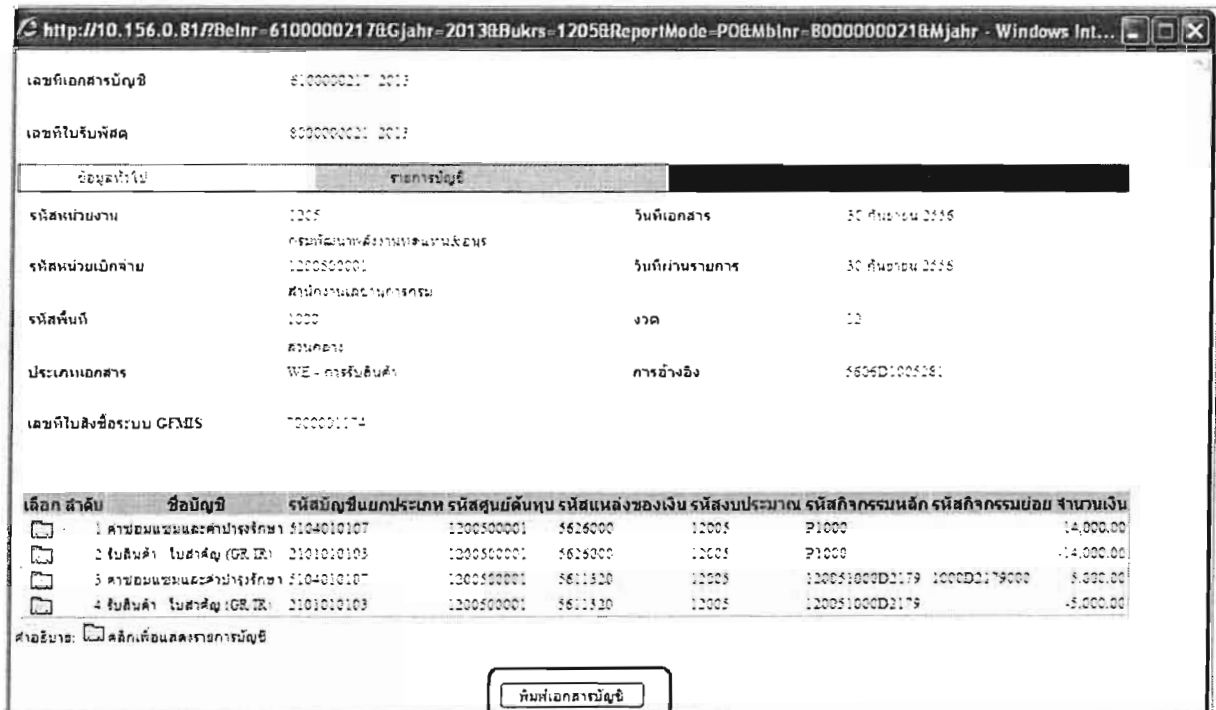 http://10.156.0.81/?Belnr=6100000217&Gjahr=2013&Bukrs=1205&ReportMode=PO&Mblnr=8000000021&Mjahr - Windows Int...
เลขที่เอกสารบัญชี 6100000217 2013
เลขที่ใบรับพัสดุ 8000000021 2013
ข้อมูลทั่วไป รายการบัญชี
รหัสหน่วยงาน 1205 วันที่เอกสาร 30 กันยายน 2556
กรมพัฒนาพลังงานทดแทน&อนุร
รหัสหน่วยเบิกจ่าย 1200500001 วันที่ผ่านรายการ 30 กันยายน 2556
สำนักงานเลขานุการกรม
รหัสพื้นที่ 1000 งวด 12
ส่วนกลาง
ประเภทเอกสาร WE - การรับสินค้า การอ้างอิง
เลขที่ใบสั่งซื้อระบบ GFMIS
เลือก ลำดับ ชื่อบัญชี รหัสบัญชีแยกประเภท รหัสศูนย์ต้นทุน รหัสแหล่งของเงิน รหัสงบประมาณ รหัสกิจกรรมหลัก รหัสกิจกรรมย่อย จำนวนเงิน
1 ค่าซ่อมแซมและค่าบำรุงรักษา 5104010107 1200500001 5626000 12005 P1000 14,000.00
2 รับสินค้า ใบสำคัญ (GR IR) 2101010103 1200500001 5626000 12005 P1000 -14,000.00
3 ค่าซ่อมแซมและค่าบำรุงรักษา 5104010107 1200500001 5611320 12005 120051000D2179 1000D2179000 5,000.00
4 รับสินค้า ใบสำคัญ (GR IR) 2101010103 1200500001 5611320 12005 120051000D2179 -5,000.00
คำอธิบาย: คลิกเพื่อแสดงรายการบัญชี
พิมพ์เอกสารบัญชี